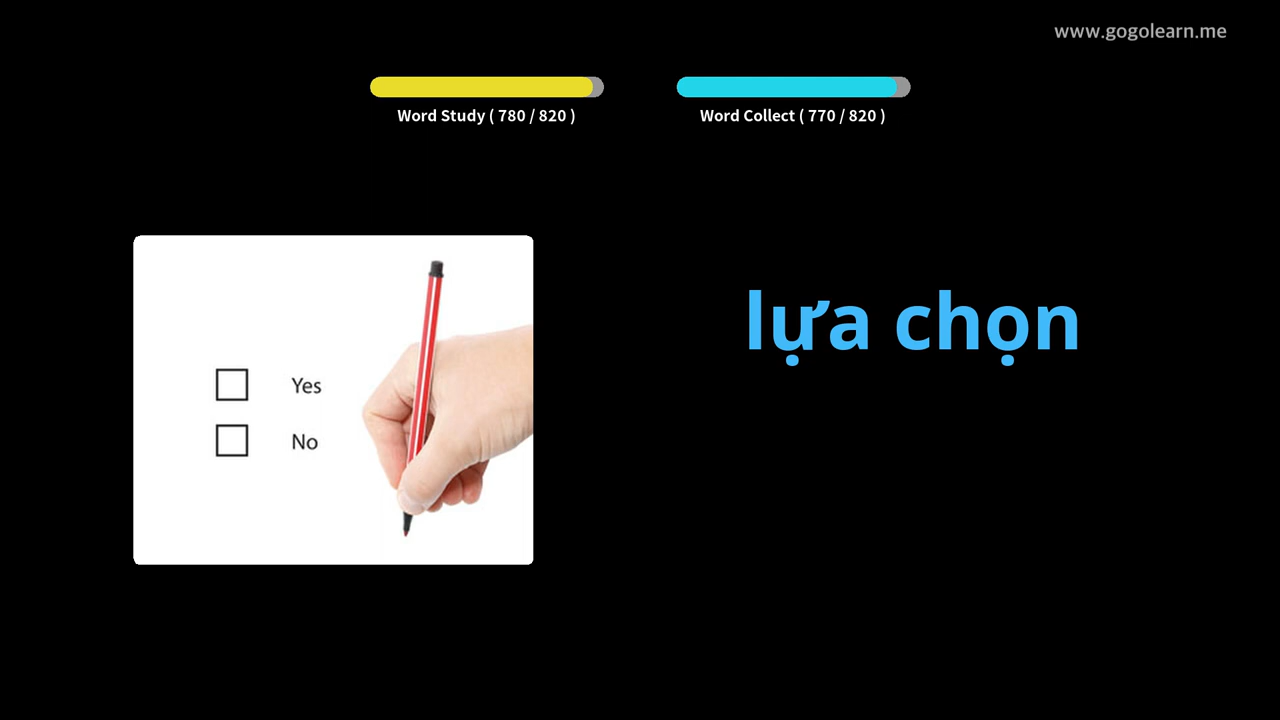 www.gogolearn.me
Word Study ( 780 / 820 )
Word Collect ( 770 / 820 )
lựa chọn
Yes
No